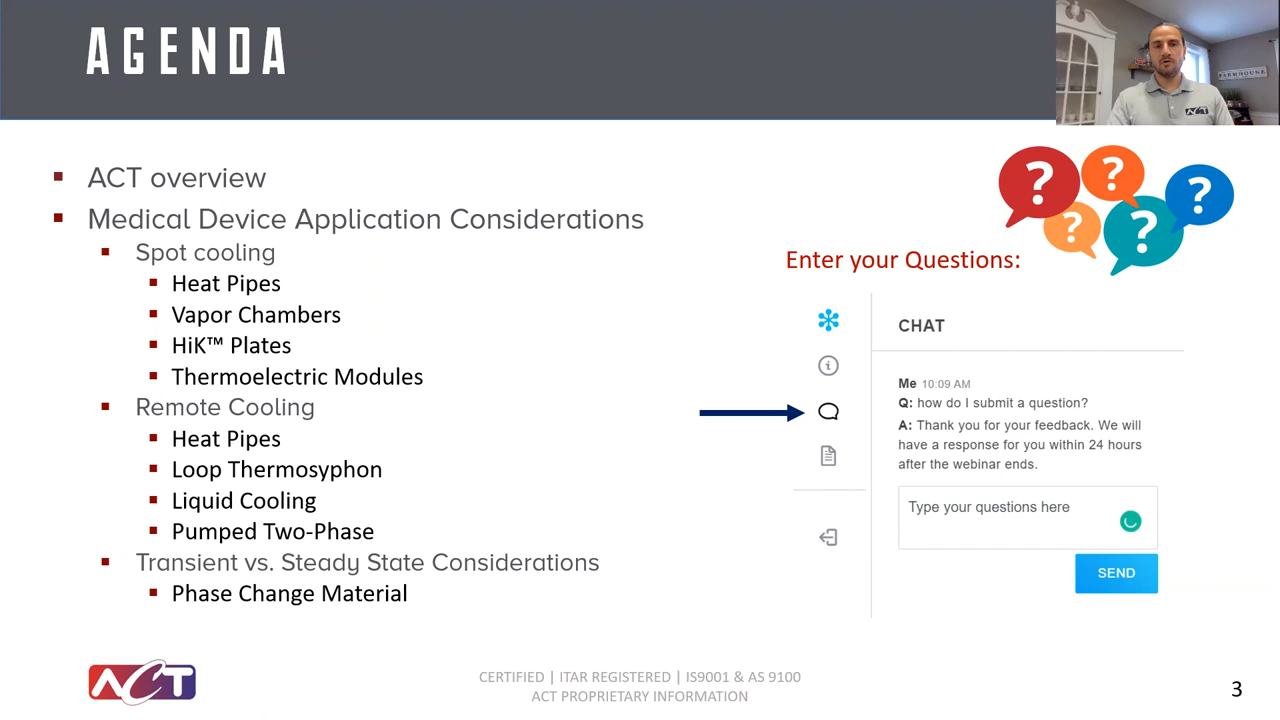 AGENDA
FARMHOUSE
ACT
ACT overview
Medical Device Application Considerations
Spot cooling
Heat Pipes
Vapor Chambers
HiK™ Plates
Thermoelectric Modules
Remote Cooling
Heat Pipes
Loop Thermosyphon
Liquid Cooling
Pumped Two-Phase
Transient vs. Steady State Considerations
Phase Change Material
? ? ? ? ?
Enter your Questions:
CHAT
Me 10:09 AM
Q: how do I submit a question?
A: Thank you for your feedback. We will
have a response for you within 24 hours
after the webinar ends.
Type your questions here
SEND
ACT
CERTIFIED | ITAR REGISTERED | IS9001 & AS 9100
ACT PROPRIETARY INFORMATION
3